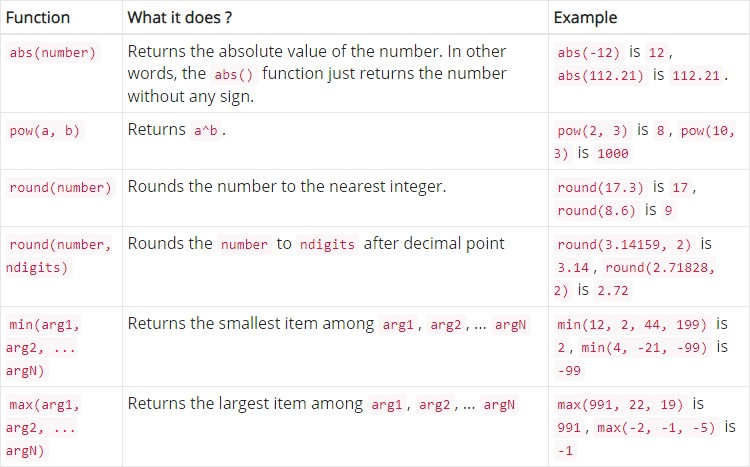 Function What it does ? Example
abs(number) Returns the absolute value of the number. In other abs(-12) is 12 ,
words, the abs() function just returns the number abs(112.21) is 112.21 .
without any sign.
pow(a, b) Returns a^b . pow(2, 3) is 8 , pow(10,
3) is 1000
round(number) Rounds the number to the nearest integer. round(17.3) is 17 ,
round(8.6) is 9
round(number, Rounds the number to ndigits after decimal point round(3.14159, 2) is
ndigits) 3.14 , round(2.71828,
2) is 2.72
min(arg1, Returns the smallest item among arg1 , arg2 , ... argN min(12, 2, 44, 199) is
arg2, ... 2 , min(4, -21, -99) is
argN) -99
max(arg1, Returns the largest item among arg1 , arg2 , ... argN max(991, 22, 19) is
arg2, ... 991 , max(-2, -1, -5) is
argN) -1